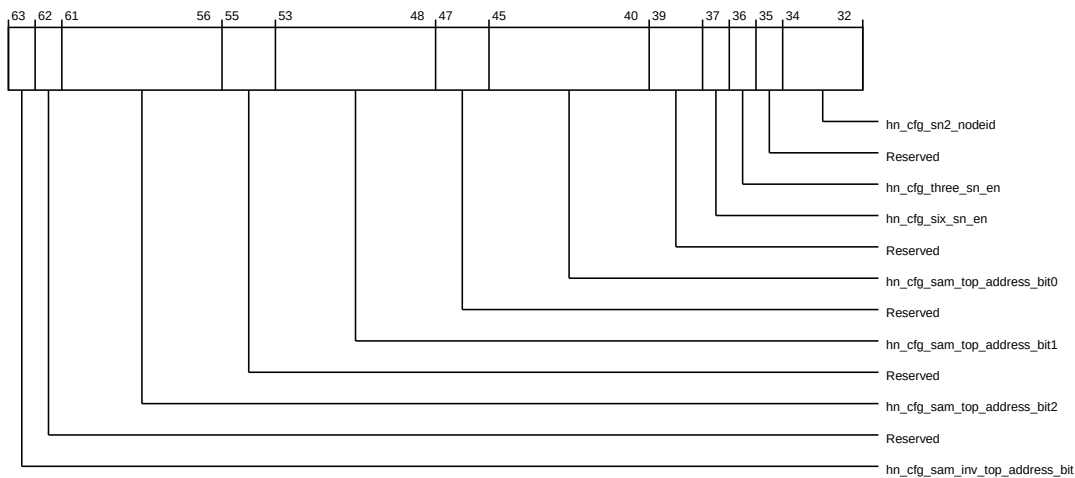 63 62 61 56 55 53 48 47 45 40 39 37 36 35 34 32
hn_cfg_sn2_nodeid
Reserved
hn_cfg_three_sn_en
hn_cfg_six_sn_en
Reserved
hn_cfg_sam_top_address_bit0
Reserved
hn_cfg_sam_top_address_bit1
Reserved
hn_cfg_sam_top_address_bit2
Reserved
hn_cfg_sam_inv_top_address_bit